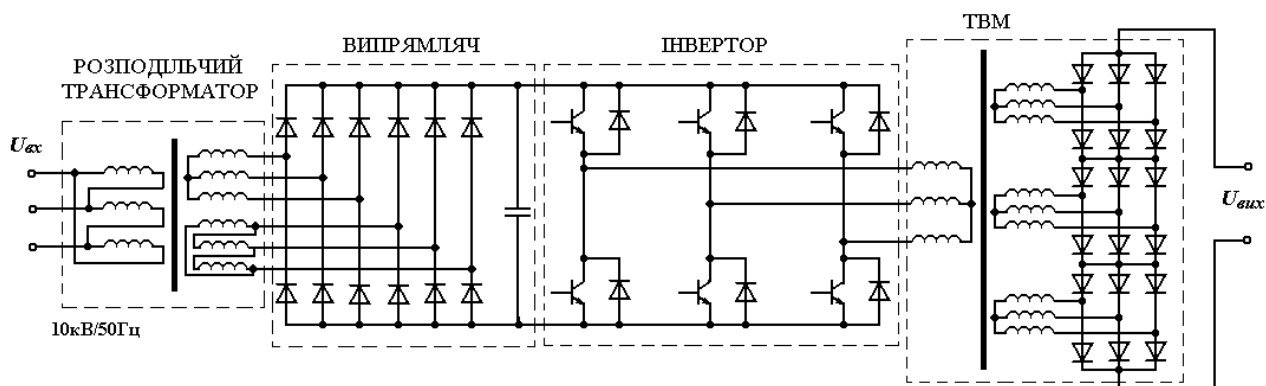 ТВМ
ВИПРЯМЛЯЧ
ІНВЕРТОР
РОЗПОДІЛЬЧИЙ
ТРАНСФОРМАТОР
Uвх
Uвих
10кВ/50Гц